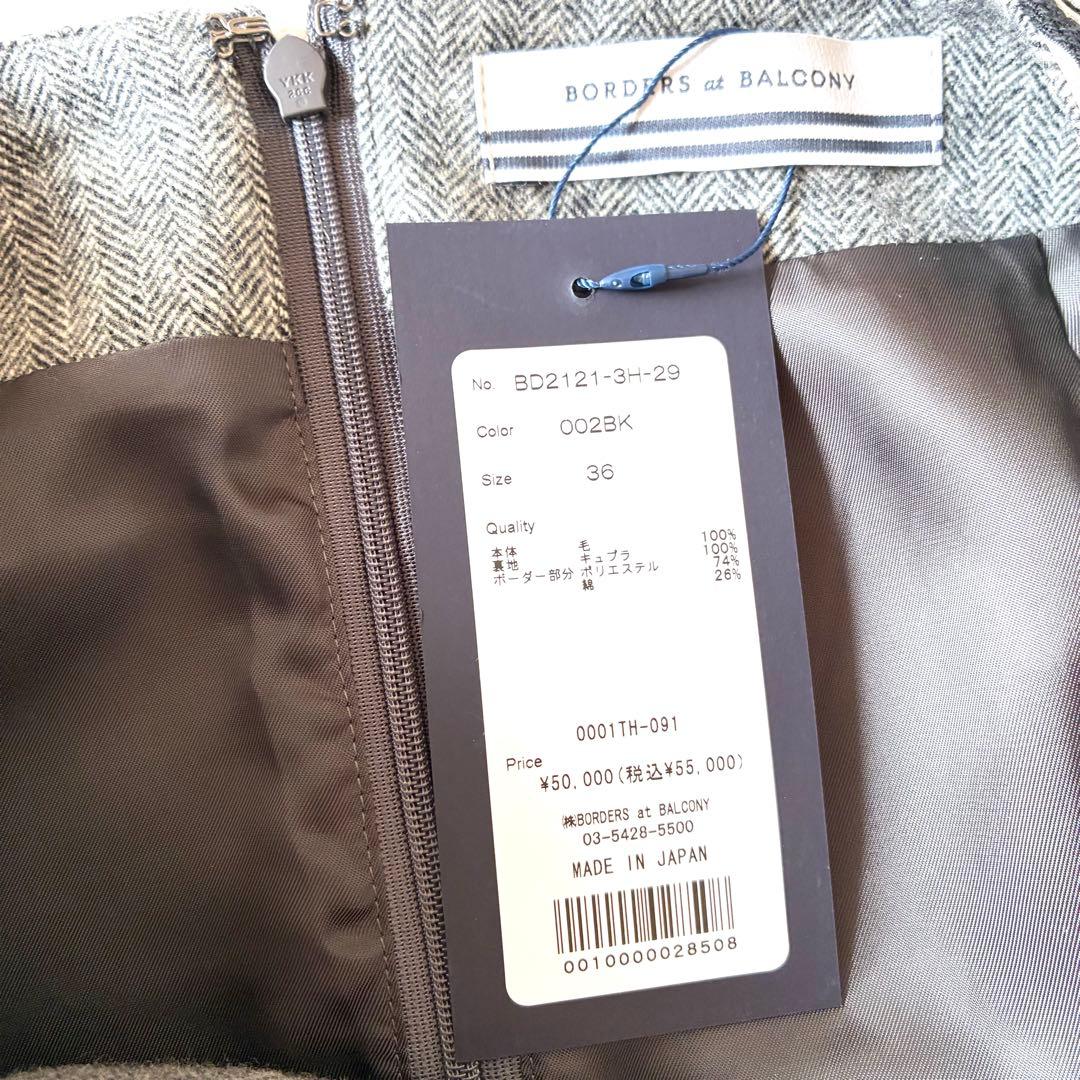 YKK
BORDERS at BALCONY
No. BD2121-3H-29
Color 002BK
Size 36
Quality
本体 毛 100%
裏地 キュプラ 100%
ボーダー部分 ポリエステル 74%
綿 26%
0001TH-091
Price
¥50,000(税込¥55,000)
㈱BORDERS at BALCONY
03-5428-5500
MADE IN JAPAN
0010000028508